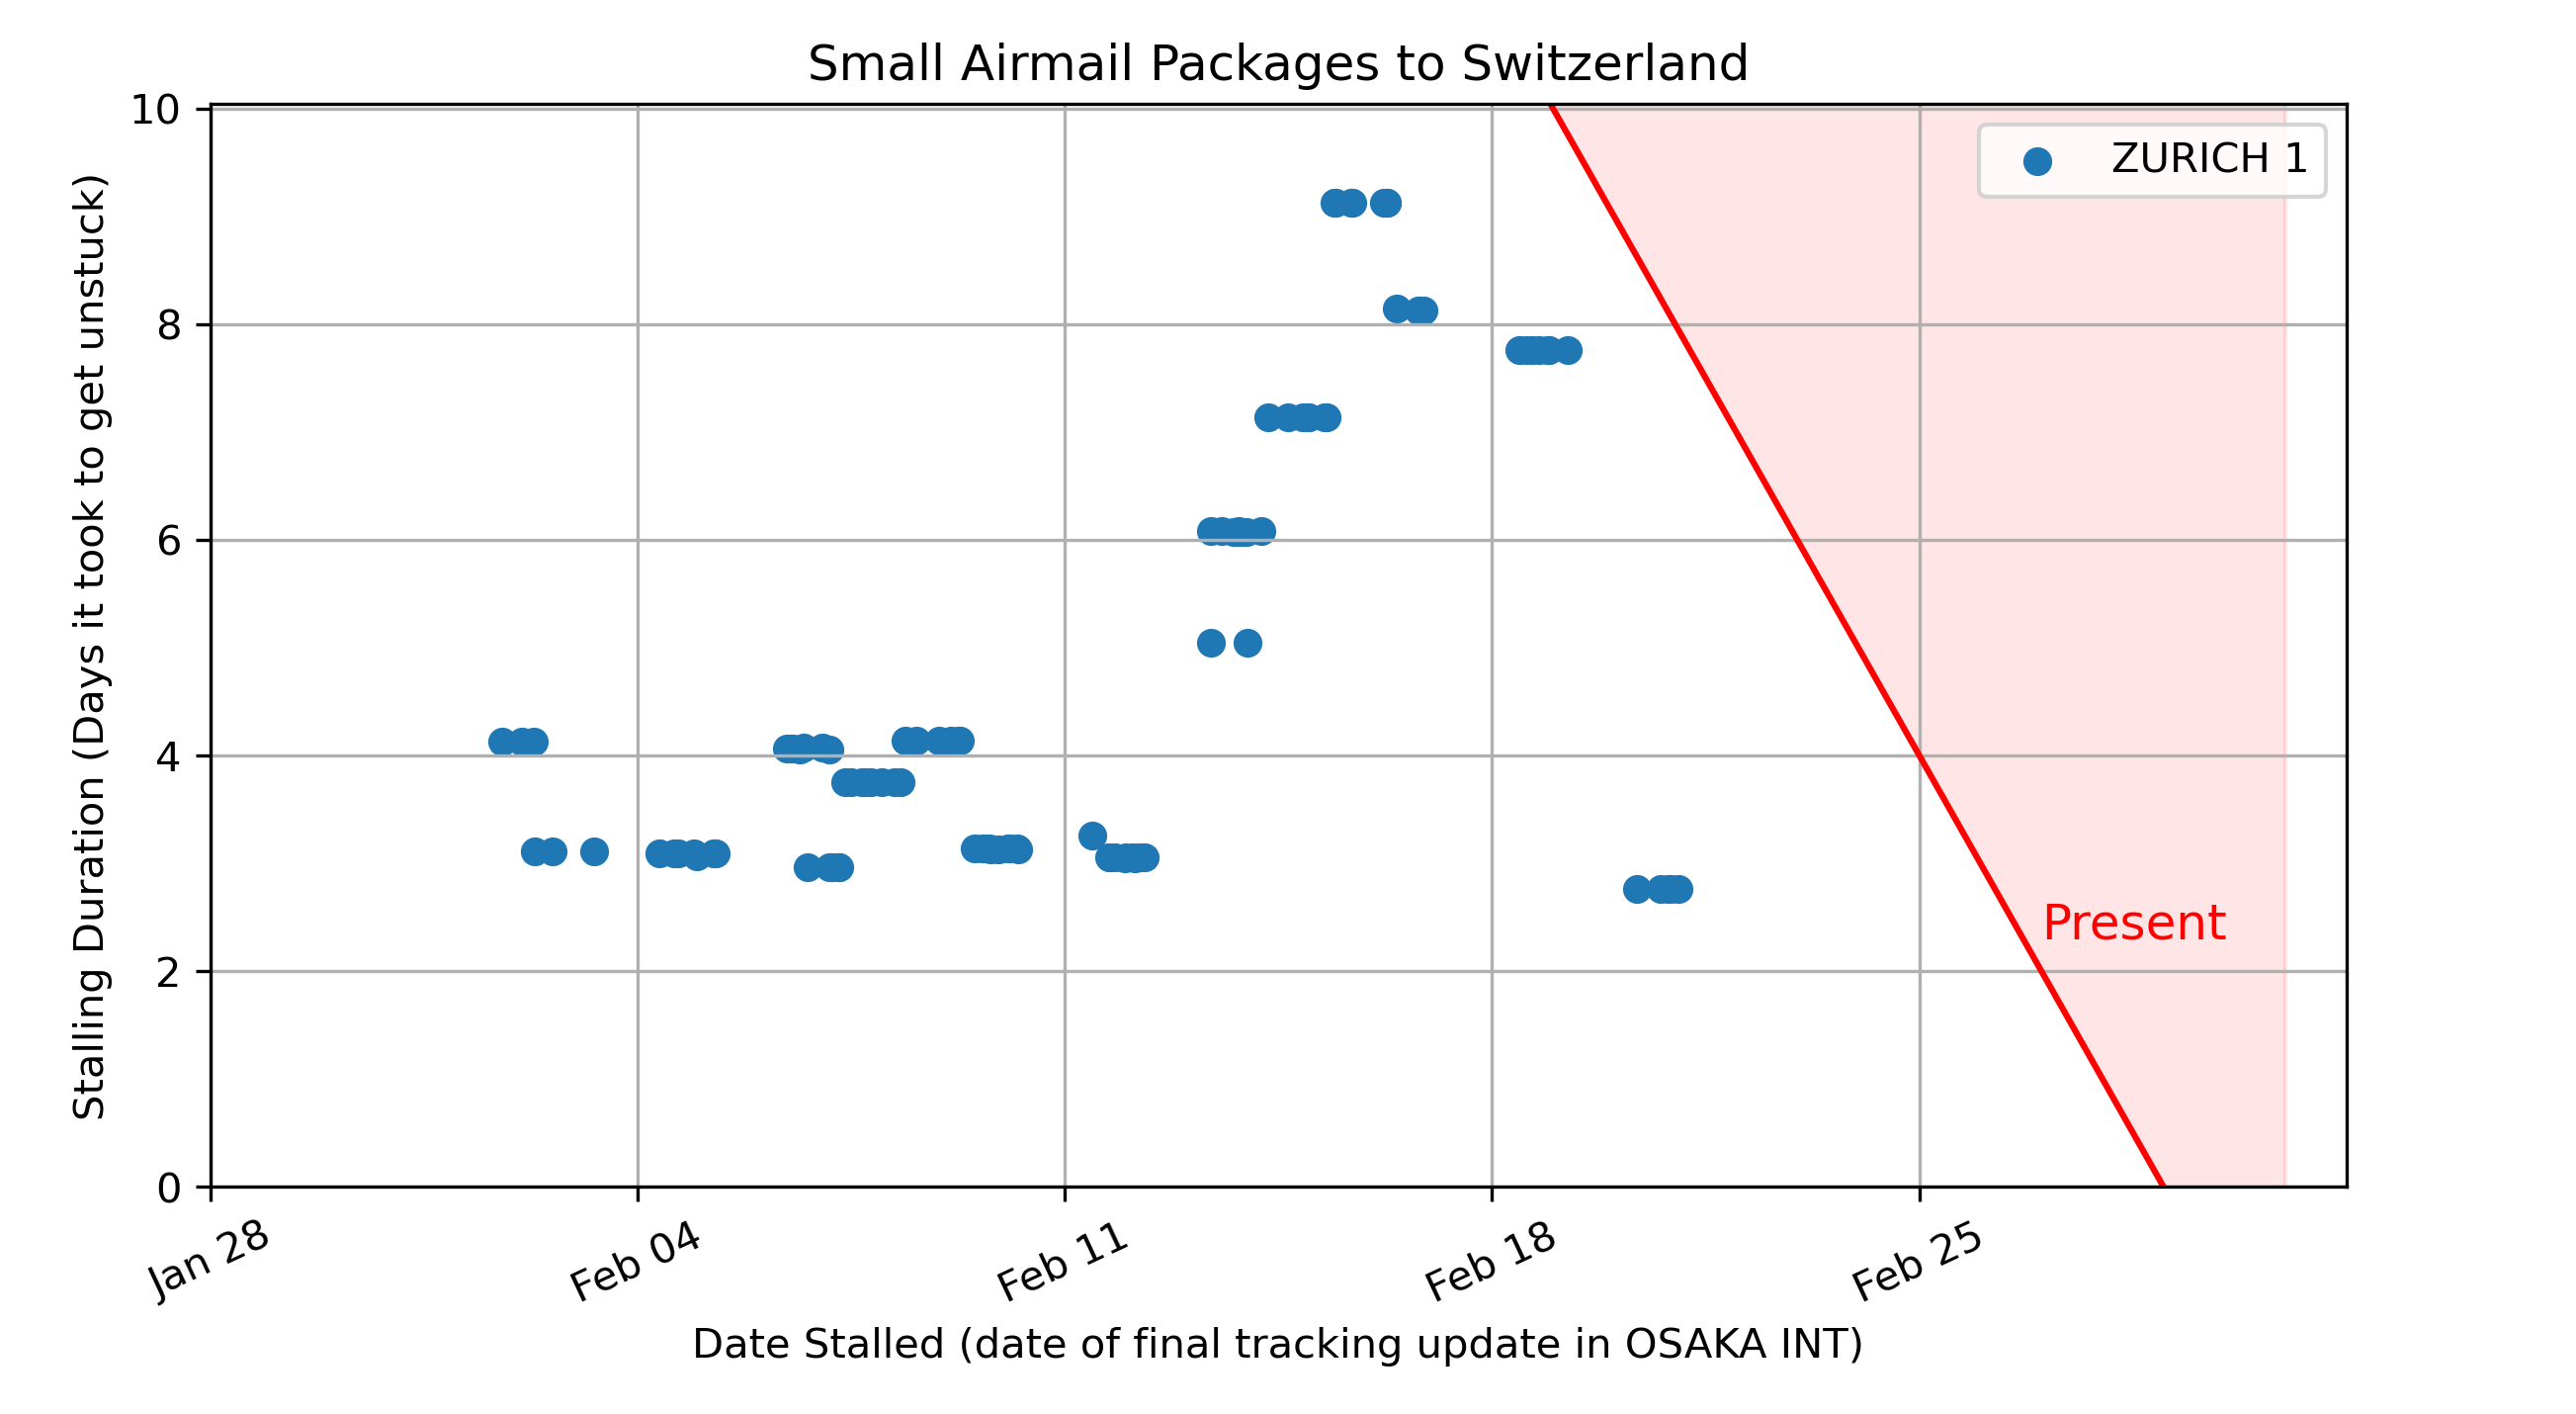 Small Airmail Packages to Switzerland
Stalling Duration (Days it took to get unstuck)
10
8
6
4
2
0
ZURICH 1
Present
Jan 28
Feb 04
Feb 11
Feb 18
Feb 25
Date Stalled (date of final tracking update in OSAKA INT)